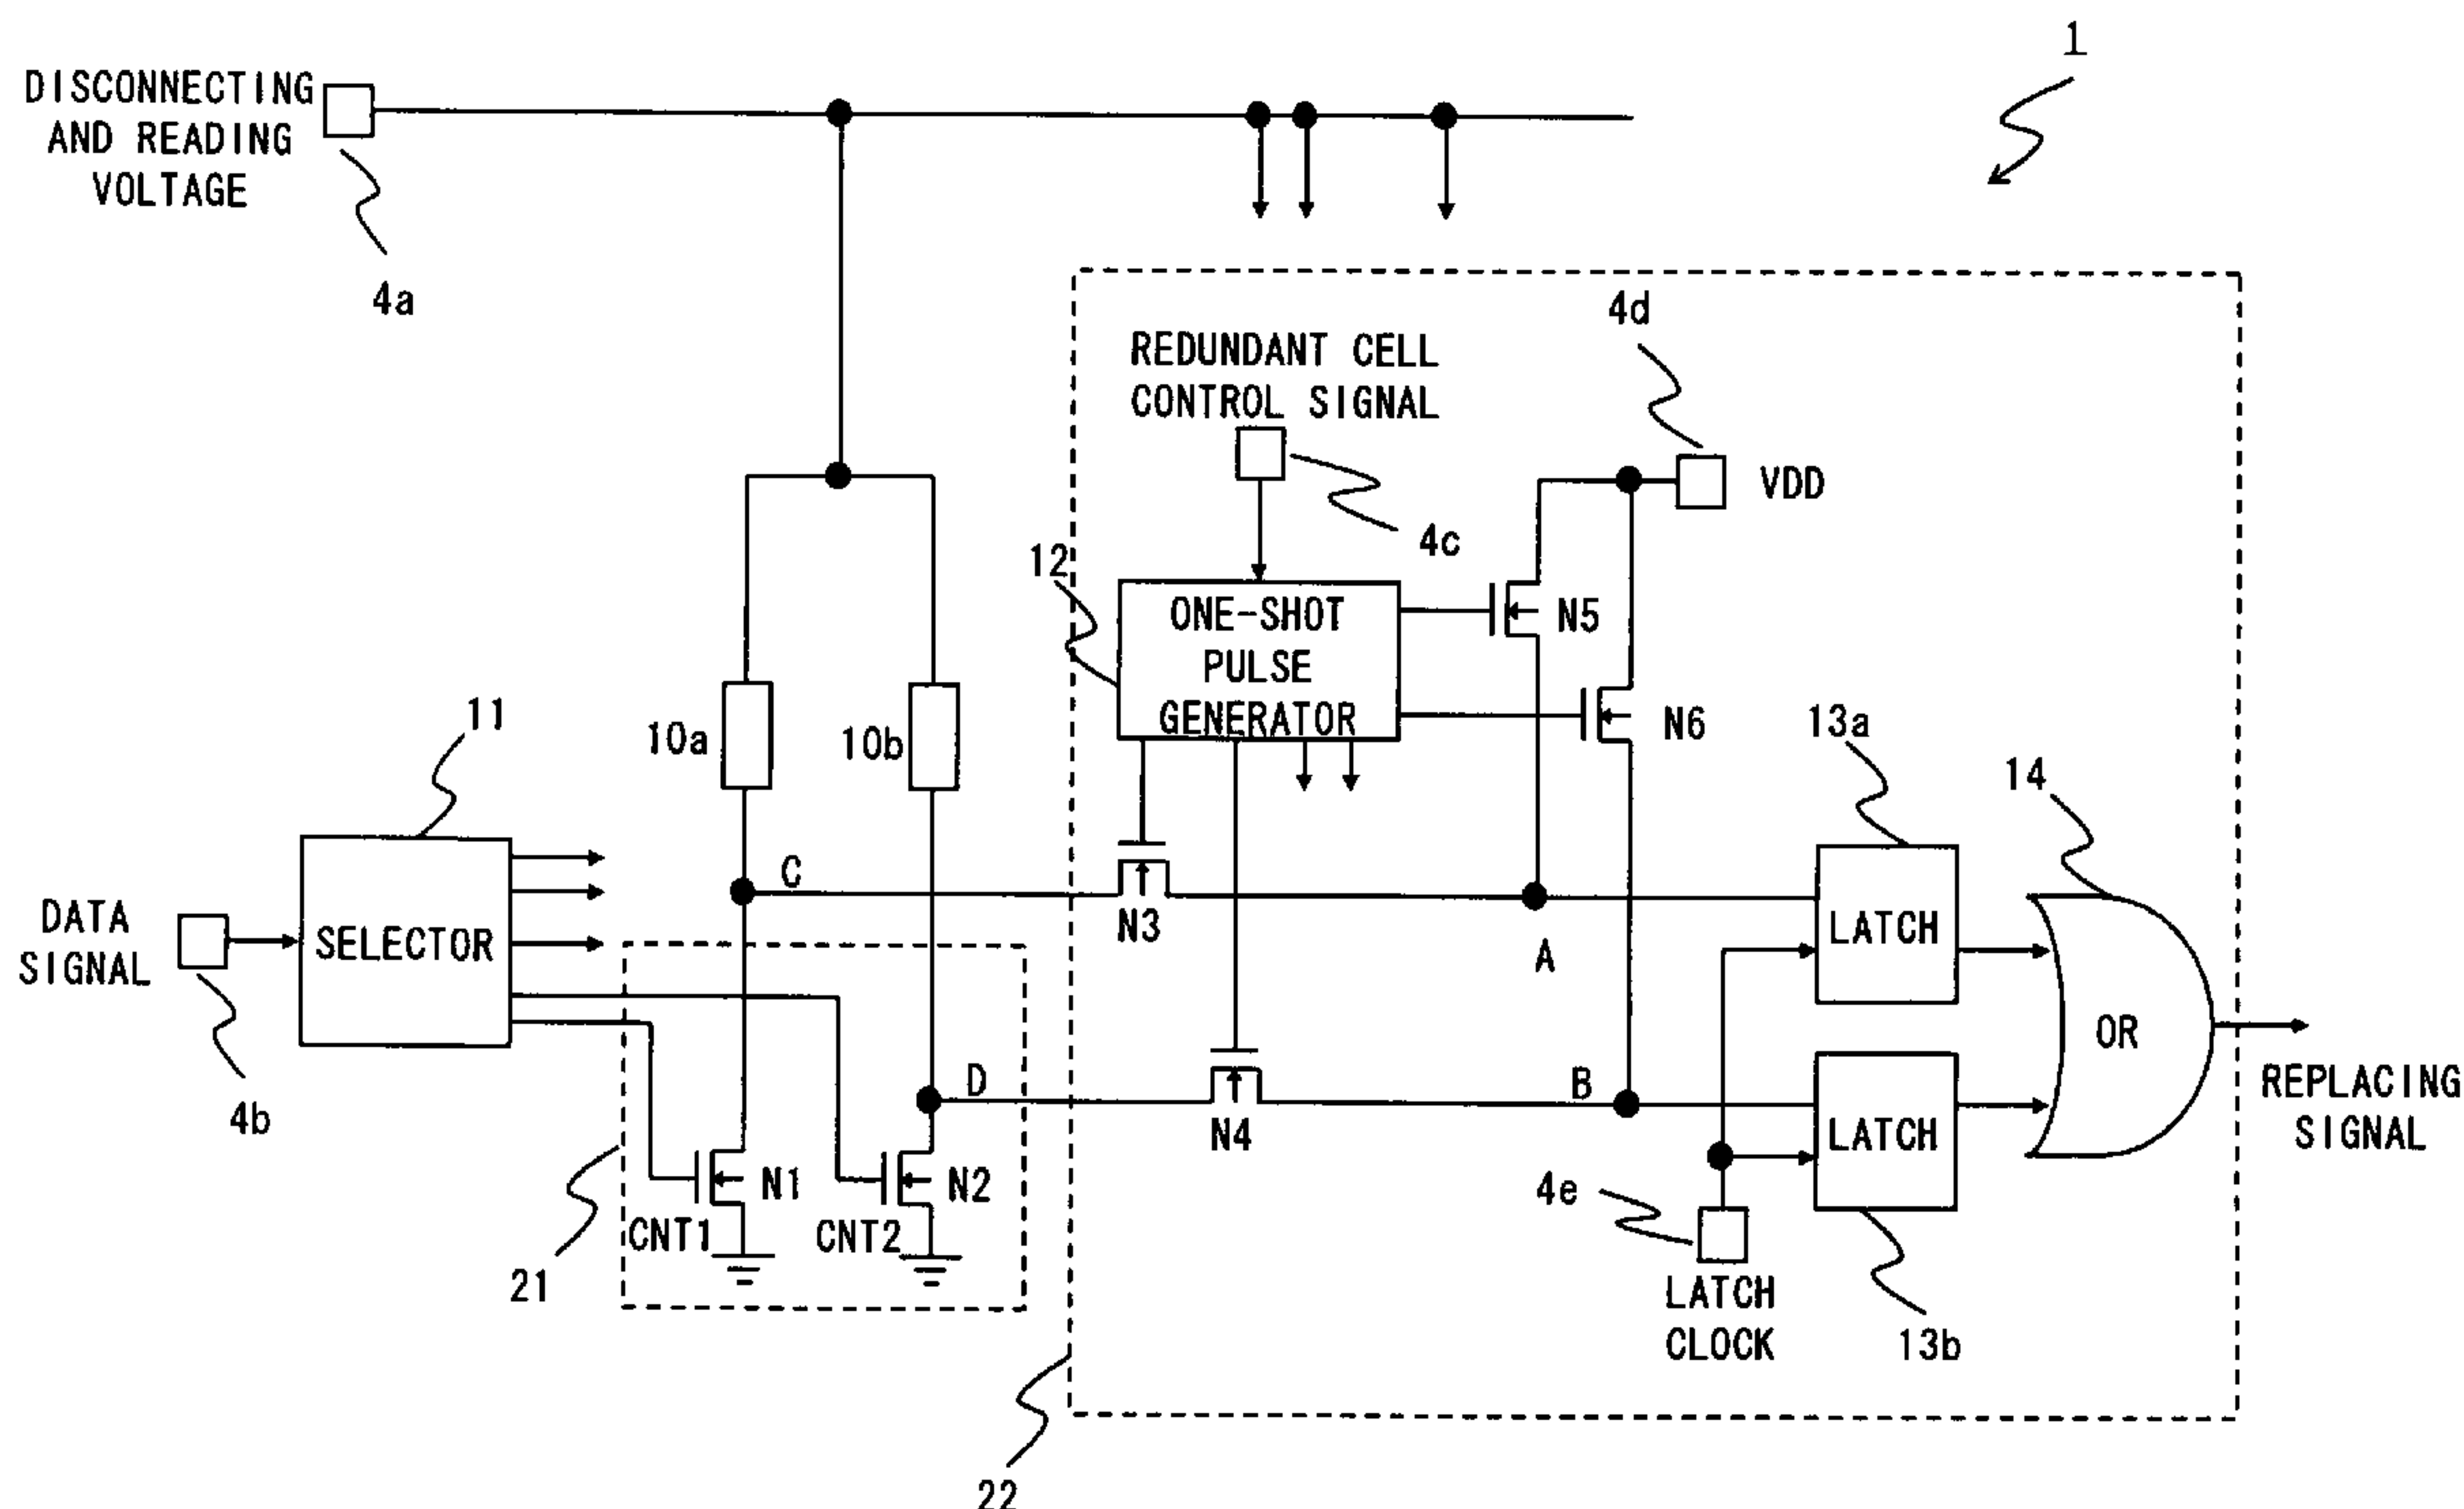 1
DISCONNECTING
AND READING
VOLTAGE
4a
4d
REDUNDANT CELL
CONTROL SIGNAL
VDD
4c
12
ONE-SHOT
PULSE
GENERATOR
N5
N6
11
10a
10b
13a
14
C
DATA
SIGNAL
SELECTOR
N3
A
LATCH
OR
4b
D
B
N4
LATCH
REPLACING
SIGNAL
N1
N2
CNT1
CNT2
4e
21
LATCH
CLOCK
13b
22